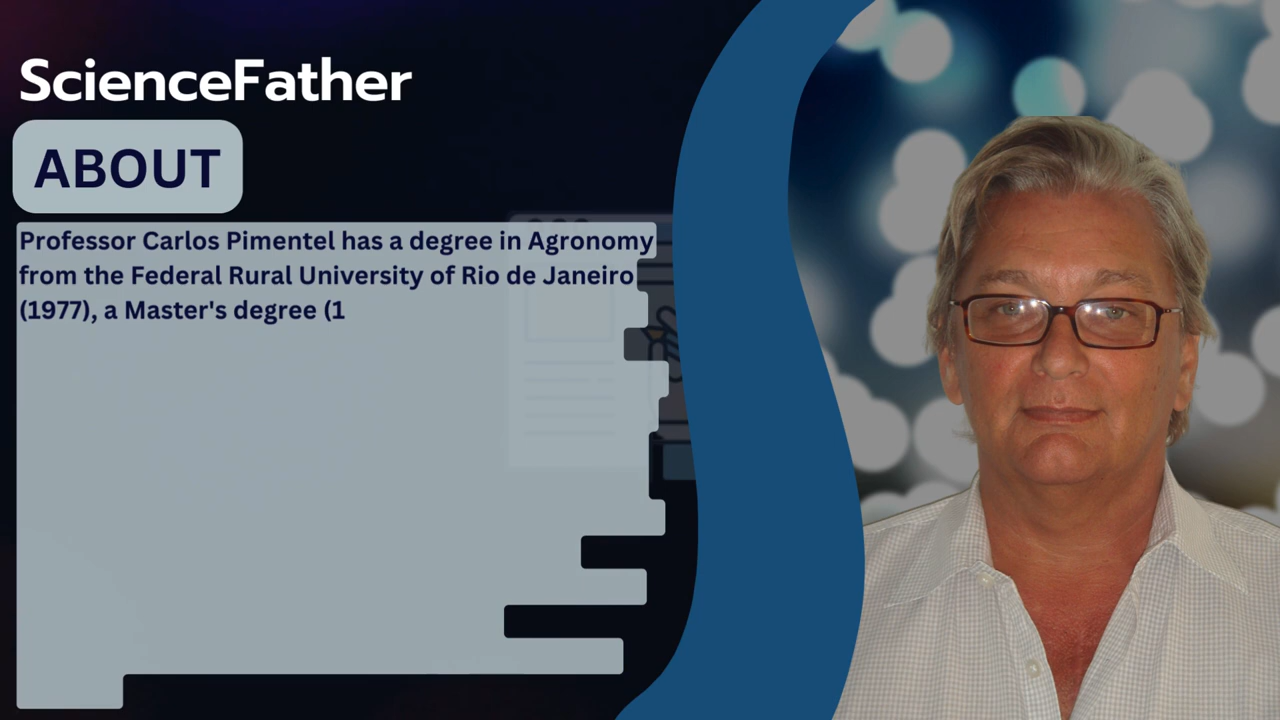 ScienceFather
ABOUT
Professor Carlos Pimentel has a degree in Agronomy
from the Federal Rural University of Rio de Janeiro
(1977), a Master's degree (1